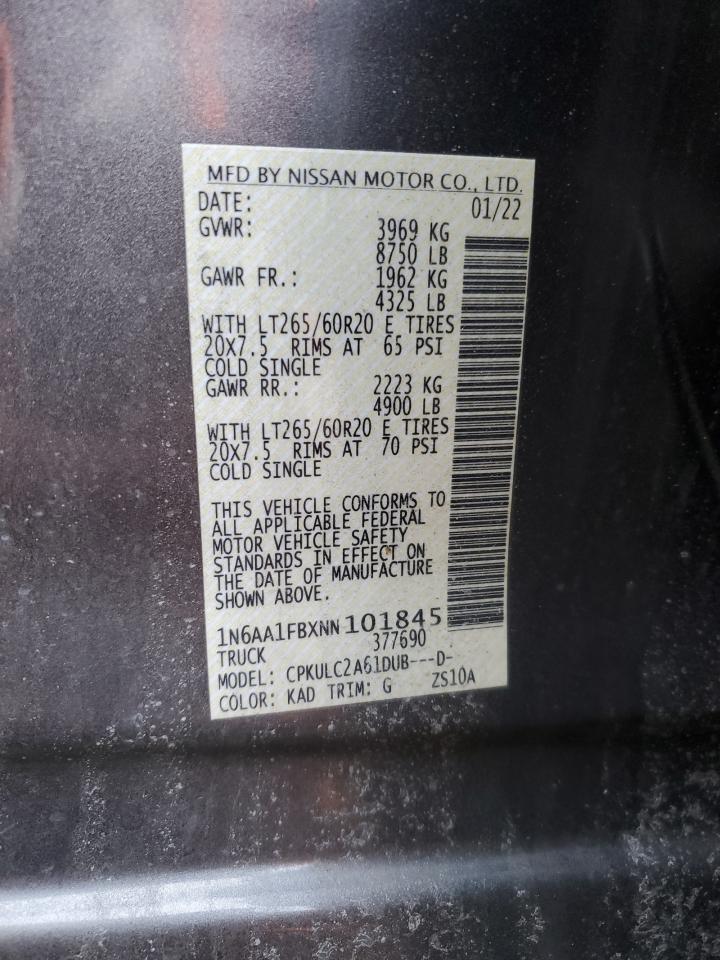 MFD BY NISSAN MOTOR CO., LTD.
DATE: 01/22
GVWR: 3969 KG
8750 LB
GAWR FR.: 1962 KG
4325 LB
WITH LT265/60R20 E TIRES
20X7.5 RIMS AT 65 PSI
COLD SINGLE
GAWR RR.: 2223 KG
4900 LB
WITH LT265/60R20 E TIRES
20X7.5 RIMS AT 70 PSI
COLD SINGLE
THIS VEHICLE CONFORMS TO
ALL APPLICABLE FEDERAL
MOTOR VEHICLE SAFETY
STANDARDS IN EFFECT ON
THE DATE OF MANUFACTURE
SHOWN ABOVE.
1N6AA1FBXNN101845
TRUCK 377690
MODEL: CPKULC2A61DUB---D-
COLOR: KAD TRIM: G ZS10A